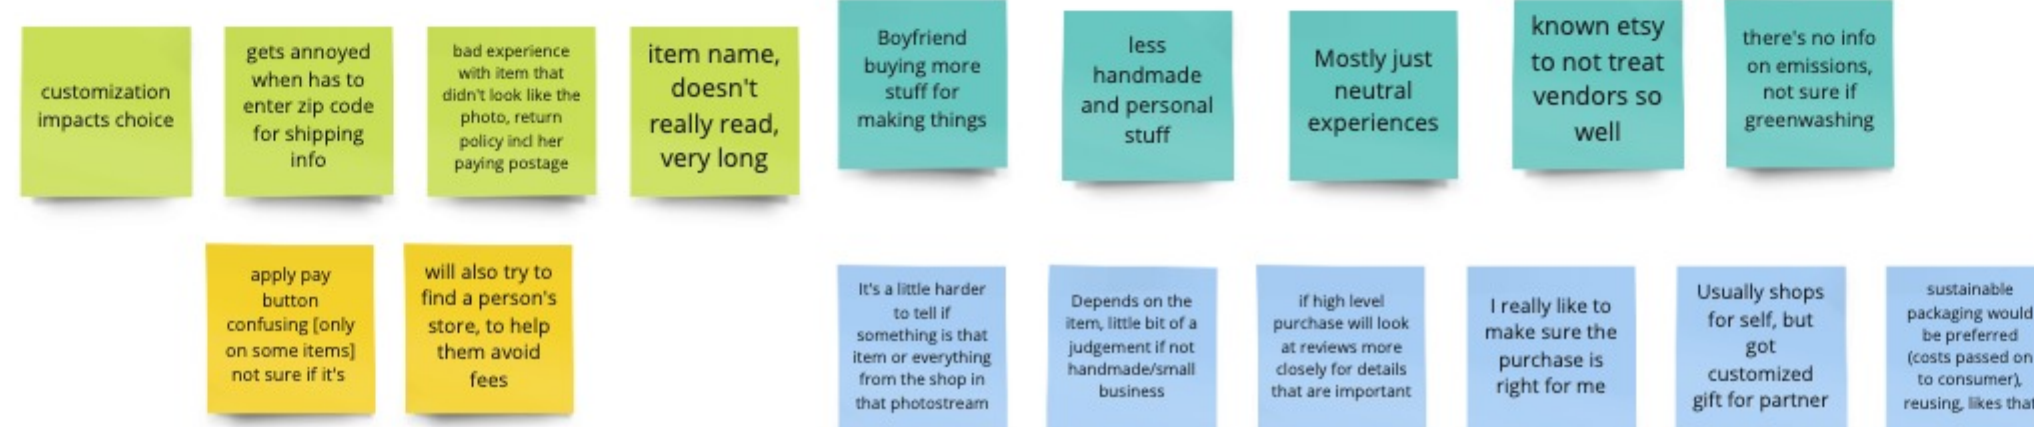 customization
impacts choice
gets annoyed
when has to
enter zip code
for shipping
info
bad experience
with item that
didn't look like the
photo, return
policy incl her
paying postage
item name,
doesn't
really read,
very long
Boyfriend
buying more
stuff for
making things
less
handmade
and personal
stuff
Mostly just
neutral
experiences
known etsy
to not treat
vendors so
well
there's no info
on emissions,
not sure if
greenwashing
apply pay
button
confusing [only
on some items]
not sure if it's
will also try to
find a person's
store, to help
them avoid
fees
It's a little harder
to tell if
something is that
item or everything
from the shop in
that photostream
Depends on the
item, little bit of a
judgement if not
handmade/small
business
if high level
purchase will look
at reviews more
closely for details
that are important
I really like to
make sure the
purchase is
right for me
Usually shops
for self, but
got
customized
gift for partner
sustainable
packaging would
be preferred
(costs passed on
to consumer),
reusing, likes that